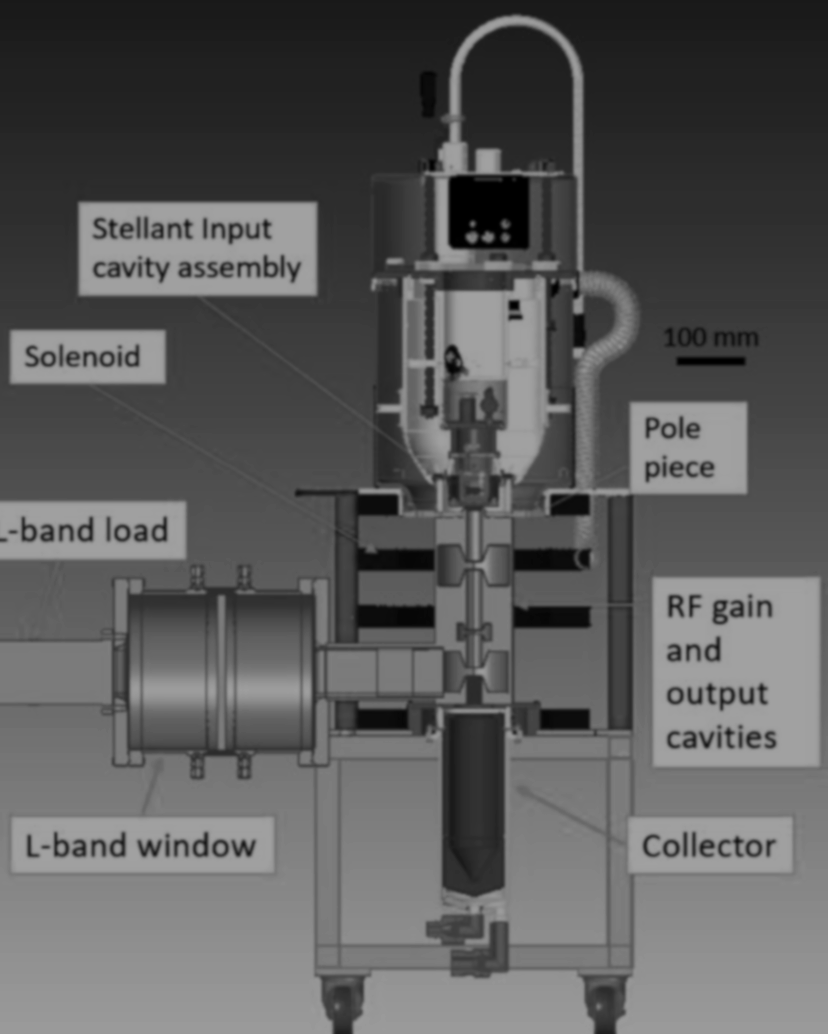 Stellant Input
cavity assembly
Solenoid
100 mm
Pole
piece
L-band load
RF gain
and
output
cavities
L-band window
Collector